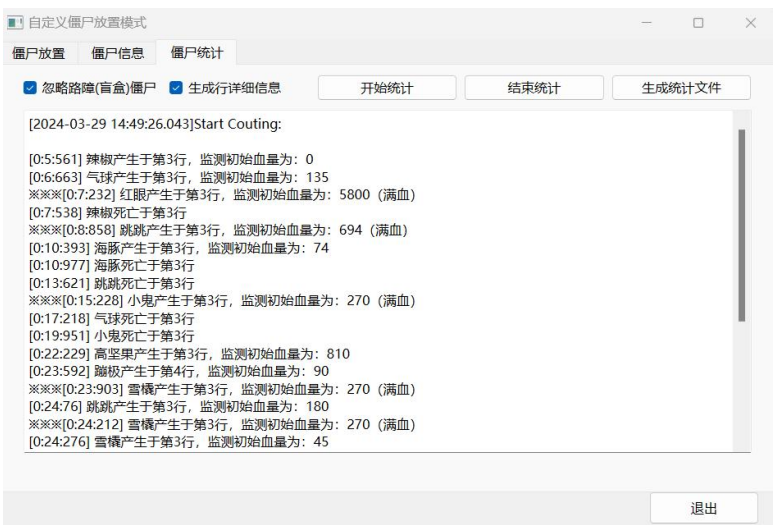 自定义僵尸放置模式
僵尸放置 僵尸信息 僵尸统计
忽略路障(盲盒)僵尸 生成行详细信息 开始统计 结束统计 生成统计文件
[2024-03-29 14:49:26.043]Start Couting:
[0:5:561] 辣椒产生于第3行，监测初始血量为：0
[0:6:663] 气球产生于第3行，监测初始血量为：135
※※※[0:7:232] 红眼产生于第3行，监测初始血量为：5800（满血）
[0:7:538] 辣椒死亡于第3行
※※※[0:8:858] 跳跳产生于第3行，监测初始血量为：694（满血）
[0:10:393] 海豚产生于第3行，监测初始血量为：74
[0:10:977] 海豚死亡于第3行
[0:13:621] 跳跳死亡于第3行
※※※[0:15:228] 小鬼产生于第3行，监测初始血量为：270（满血）
[0:17:218] 气球死亡于第3行
[0:19:951] 小鬼死亡于第3行
[0:22:229] 高坚果产生于第3行，监测初始血量为：810
[0:23:592] 蹦极产生于第4行，监测初始血量为：90
※※※[0:23:903] 雪橇产生于第3行，监测初始血量为：270（满血）
[0:24:76] 跳跳产生于第3行，监测初始血量为：180
※※※[0:24:212] 雪橇产生于第3行，监测初始血量为：270（满血）
[0:24:276] 雪橇产生于第3行，监测初始血量为：45
退出